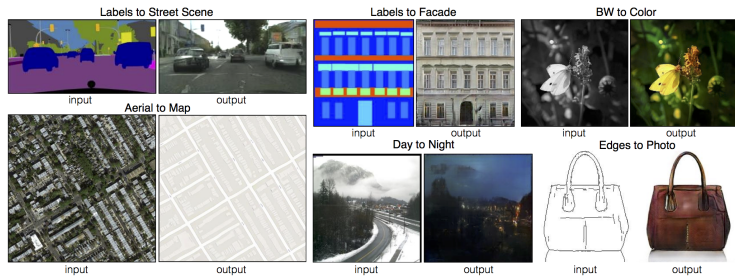 Labels to Street Scene
input
output
Aerial to Map
input
output
Labels to Facade
input
output
BW to Color
input
output
Day to Night
input
output
Edges to Photo
input
output